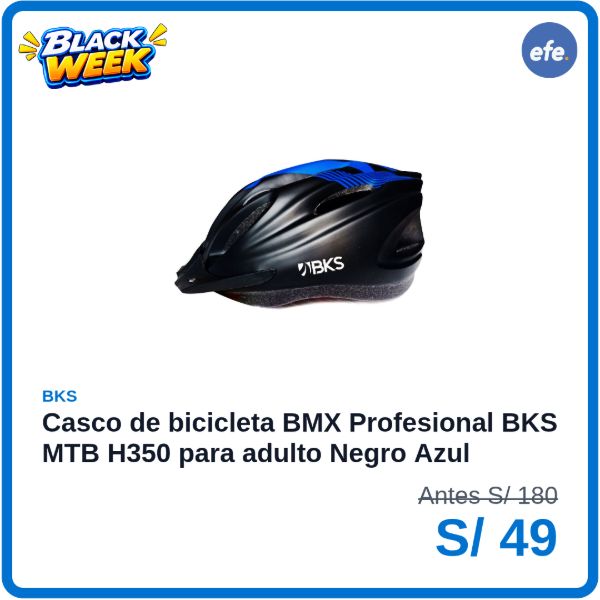 BLACK
WEEK
efe.
BKS
BKS
Casco de bicicleta BMX Profesional BKS
MTB H350 para adulto Negro Azul
Antes S/ 180
S/ 49